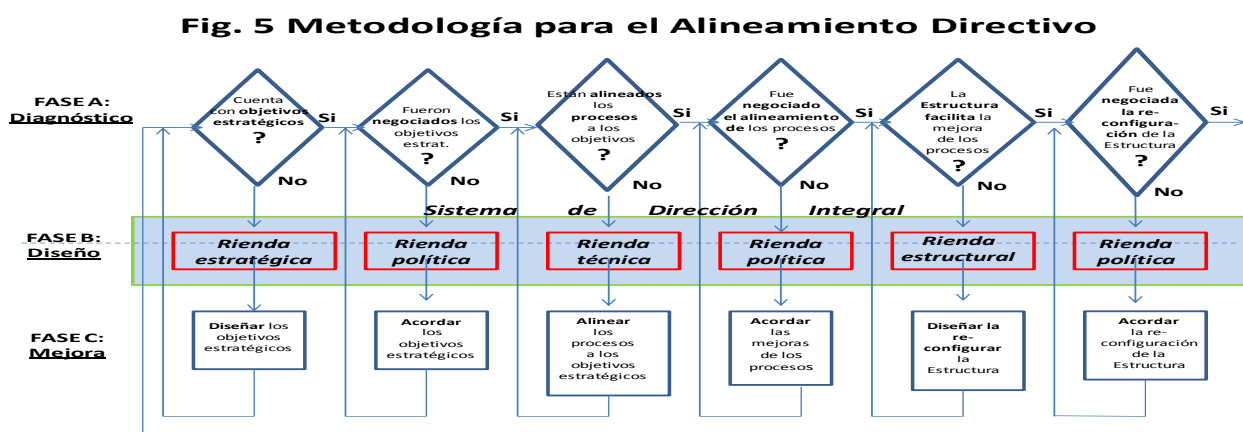 Fig. 5 Metodología para el Alineamiento Directivo
FASE A:
Diagnóstico
Cuenta
con objetivos
estratégicos
?
Si
No
Fueron
negociados los
objetivos
estrat.
?
Si
No
Están alineados
los
procesos
a los objetivos
?
Si
No
Fue
negociado
el alineamiento
de los procesos
?
Si
No
La
Estructura
facilita la
mejora
de los
procesos
?
Si
No
Fue
negociada
la re-
configura-
ción de la
Estructura
?
Si
No
Sistema de Dirección Integral
FASE B:
Diseño
Rienda
estratégica
Rienda
política
Rienda
técnica
Rienda
política
Rienda
estructural
Rienda
política
FASE C:
Mejora
Diseñar los
objetivos
estratégicos
Acordar
los
objetivos
estratégicos
Alinear
los
procesos
a los
objetivos
estratégicos
Acordar
las
mejoras
de los
procesos
Diseñar la
re-
configurar
la
Estructura
Acordar
la re-
configuración
de la
Estructura